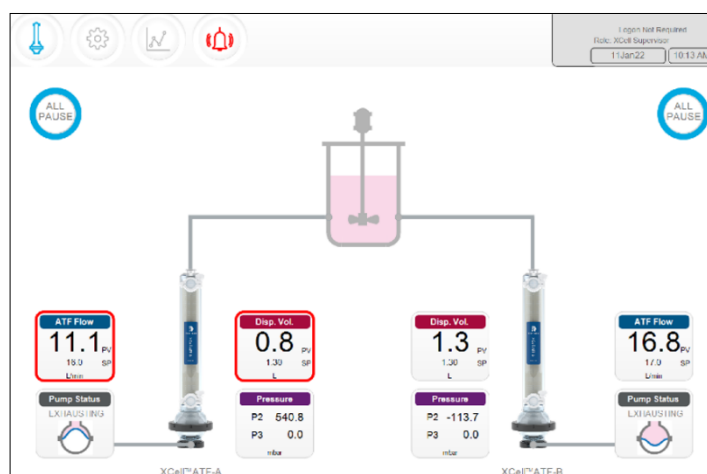 Logon Not Required
Role: XCell Supervisor
11Jan22 10:13 AM
ALL PAUSE
ALL PAUSE
ATF Flow
11.1 PV
16.0 SP
L/min
Disp. Vol.
0.8 PV
1.30 SP
L
Disp. Vol.
1.3 PV
1.30 SP
L
ATF Flow
16.8 PV
17.0 SP
L/min
Pump Status
EXHAUSTING
Pressure
P2 540.8
P3 0.0
mbar
Pressure
P2 -113.7
P3 0.0
mbar
Pump Status
EXHAUSTING
XCell™ATF-A
XCell™ATF-B